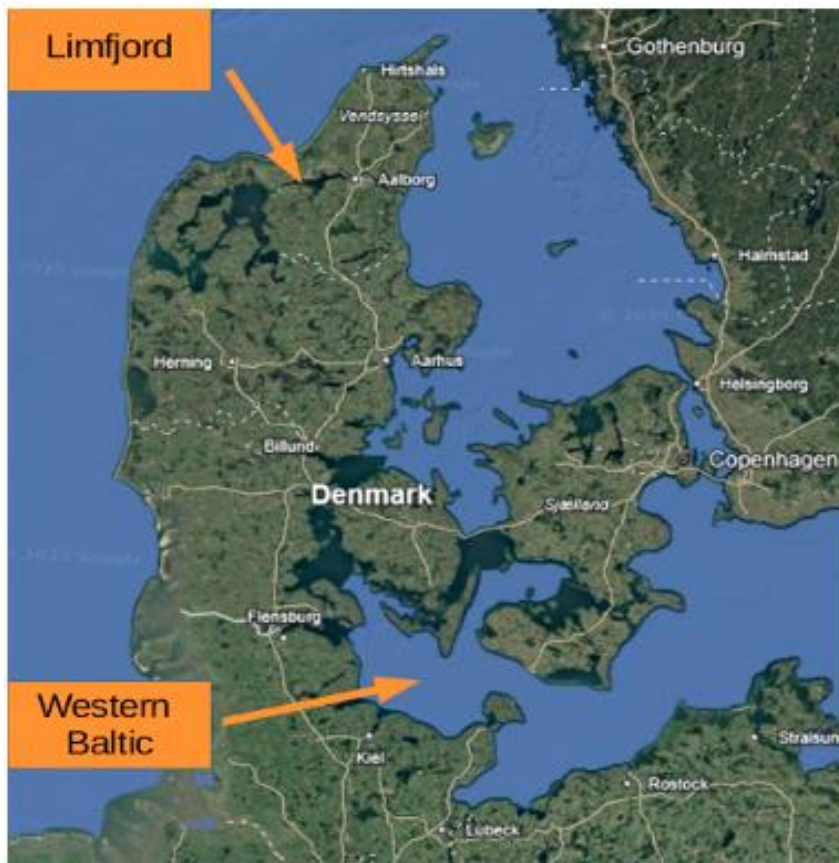 Limfjord
Gothenburg
Hirtshals
Vendsyssel
Aalborg
Halmstad
Herning
Aarhus
Helsingborg
Billund
Copenhagen
Denmark
Sjælland
Flensburg
Western
Baltic
Kiel
Stralsun
Rostock
Lübeck